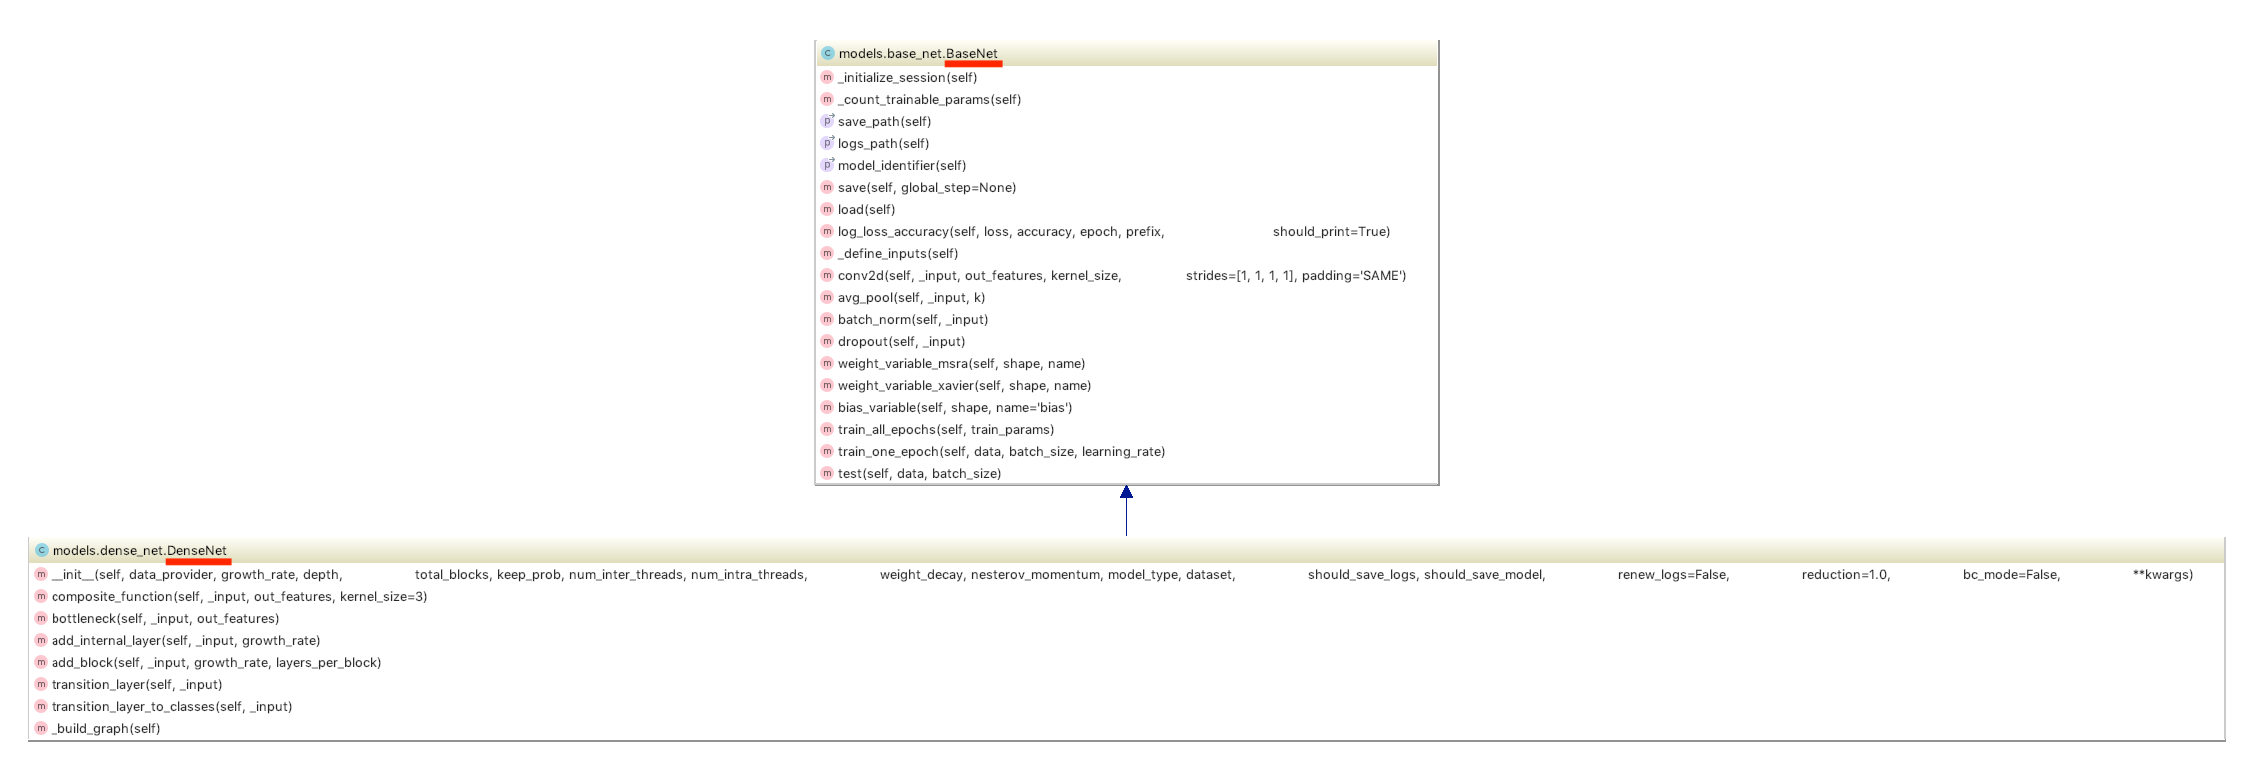 C models.base_net.BaseNet
m _initialize_session(self)
m _count_trainable_params(self)
p save_path(self)
p logs_path(self)
p model_identifier(self)
m save(self, global_step=None)
m load(self)
m log_loss_accuracy(self, loss, accuracy, epoch, prefix, should_print=True)
m _define_inputs(self)
m conv2d(self, _input, out_features, kernel_size, strides=[1, 1, 1, 1], padding='SAME')
m avg_pool(self, _input, k)
m batch_norm(self, _input)
m dropout(self, _input)
m weight_variable_msra(self, shape, name)
m weight_variable_xavier(self, shape, name)
m bias_variable(self, shape, name='bias')
m train_all_epochs(self, train_params)
m train_one_epoch(self, data, batch_size, learning_rate)
m test(self, data, batch_size)
C models.dense_net.DenseNet
m __init__(self, data_provider, growth_rate, depth, total_blocks, keep_prob, num_inter_threads, num_intra_threads, weight_decay, nesterov_momentum, model_type, dataset, should_save_logs, should_save_model, renew_logs=False, reduction=1.0, bc_mode=False, **kwargs)
m composite_function(self, _input, out_features, kernel_size=3)
m bottleneck(self, _input, out_features)
m add_internal_layer(self, _input, growth_rate)
m add_block(self, _input, growth_rate, layers_per_block)
m transition_layer(self, _input)
m transition_layer_to_classes(self, _input)
m _build_graph(self)